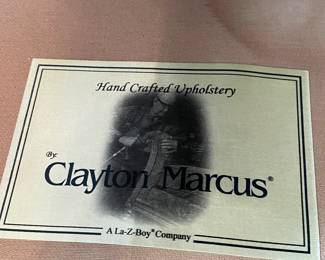 Hand Crafted Upholstery
By:
Clayton Marcus®
A La-Z-Boy® Company